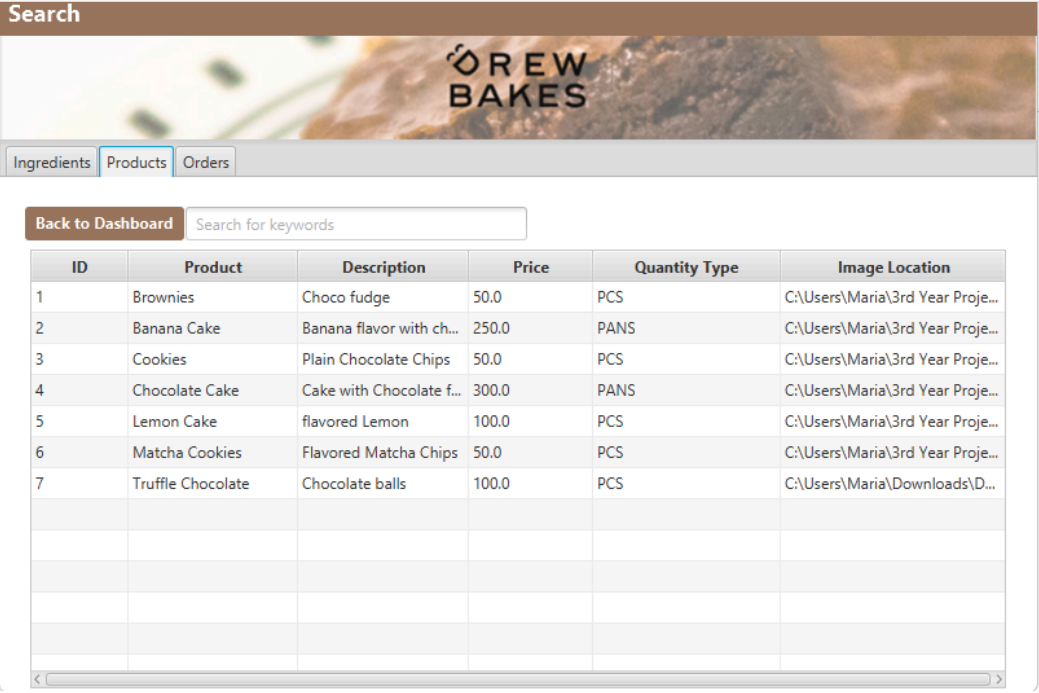 Search
DREW
BAKES
Ingredients Products Orders
Back to Dashboard Search for keywords
ID Product Description Price Quantity Type Image Location
1 Brownies Choco fudge 50.0 PCS C:\Users\Maria\3rd Year Proje...
2 Banana Cake Banana flavor with ch... 250.0 PANS C:\Users\Maria\3rd Year Proje...
3 Cookies Plain Chocolate Chips 50.0 PCS C:\Users\Maria\3rd Year Proje...
4 Chocolate Cake Cake with Chocolate f... 300.0 PANS C:\Users\Maria\3rd Year Proje...
5 Lemon Cake flavored Lemon 100.0 PCS C:\Users\Maria\3rd Year Proje...
6 Matcha Cookies Flavored Matcha Chips 50.0 PCS C:\Users\Maria\3rd Year Proje...
7 Truffle Chocolate Chocolate balls 100.0 PCS C:\Users\Maria\Downloads\D...